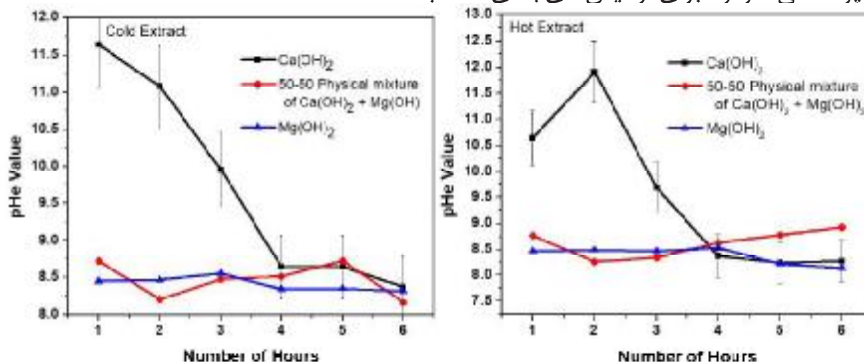 Cold Extract
Ca(OH)2
50-50 Physical mixture
of Ca(OH)2 + Mg(OH)
Mg(OH)2
12.0
11.5
11.0
10.5
10.0
9.5
9.0
8.5
8.0
pHe Value
1 2 3 4 5 6
Number of Hours
Hot Extract
Ca(OH)2
50-50 Physical mixture
of Ca(OH)2 + Mg(OH)2
Mg(OH)2
13.0
12.5
12.0
11.5
11.0
10.5
10.0
9.5
9.0
8.5
8.0
7.5
pHe Value
1 2 3 4 5 6
Number of Hours